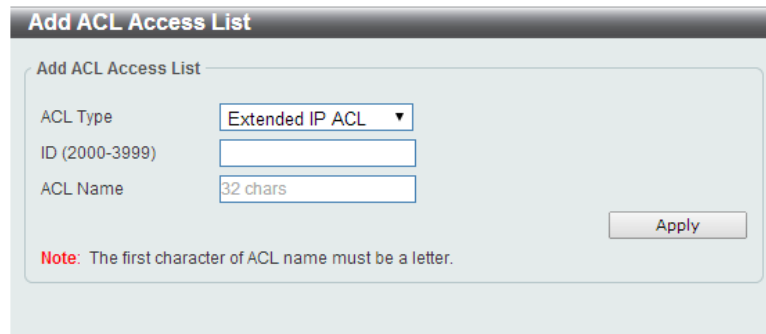 Add ACL Access List
Add ACL Access List
ACL Type Extended IP ACL
ID (2000-3999)
ACL Name 32 chars
Apply
Note: The first character of ACL name must be a letter.